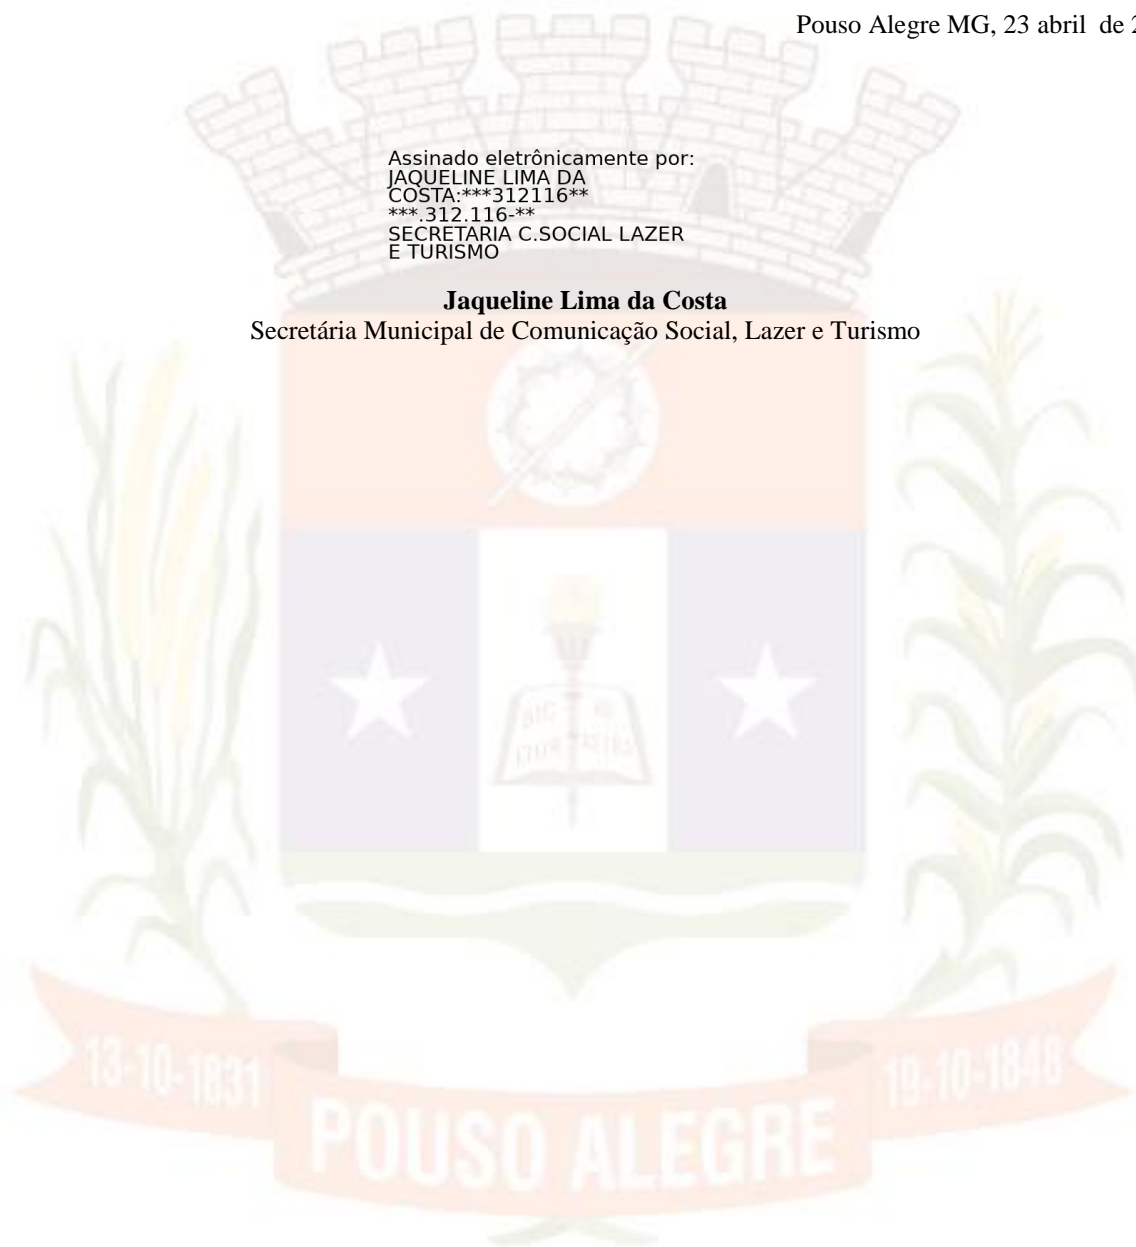 Pouso Alegre MG, 23 abril  de 2
Assinado eletrônicamente por:
JAQUELINE LIMA DA
COSTA:***312116**
***.312.116-**
SECRETARIA C.SOCIAL LAZER
E TURISMO
Jaqueline Lima da Costa
Secretária Municipal de Comunicação Social, Lazer e Turismo
13-10-1831
19-10-1848
POUSO ALEGRE